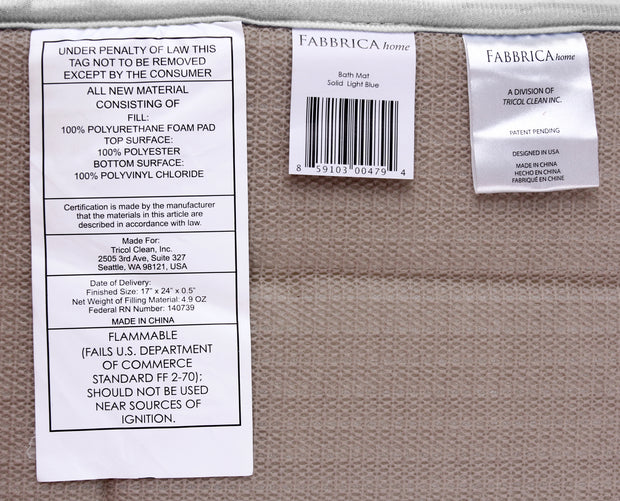 UNDER PENALTY OF LAW THIS
TAG NOT TO BE REMOVED
EXCEPT BY THE CONSUMER
ALL NEW MATERIAL
CONSISTING OF
FILL:
100% POLYURETHANE FOAM PAD
TOP SURFACE:
100% POLYESTER
BOTTOM SURFACE:
100% POLYVINYL CHLORIDE
Certification is made by the manufacturer
that the materials in this article are
described in accordance with law.
Made For:
Tricol Clean, Inc.
2505 3rd Ave, Suite 327
Seattle, WA 98121, USA
Date of Delivery:
Finished Size: 17" x 24" x 0.5"
Net Weight of Filling Material: 4.9 OZ
Federal RN Number: 140739
MADE IN CHINA
FLAMMABLE
(FAILS U.S. DEPARTMENT
OF COMMERCE
STANDARD FF 2-70);
SHOULD NOT BE USED
NEAR SOURCES OF
IGNITION.
FABBRICA home
Bath Mat
Solid Light Blue
8 59103 00479 4
FABBRICA home
A DIVISION OF
TRICOL CLEAN INC.
PATENT PENDING
DESIGNED IN USA
MADE IN CHINA
HECHO EN CHINA
FABRIQUÉ EN CHINE